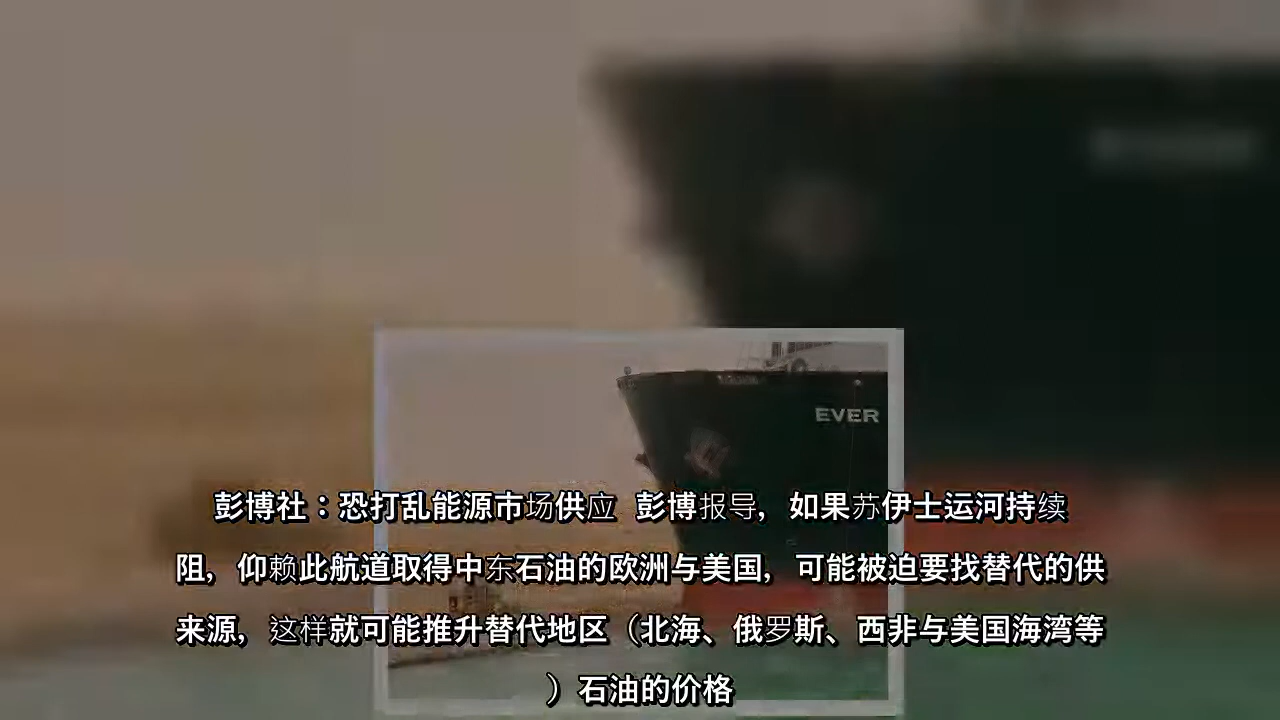 EVER
彭博社：恐打乱能源市场供应 彭博报导，如果苏伊士运河持续
阻，仰赖此航道取得中东石油的欧洲与美国，可能被迫要找替代的供
来源，这样就可能推升替代地区（北海、俄罗斯、西非与美国海湾等
）石油的价格